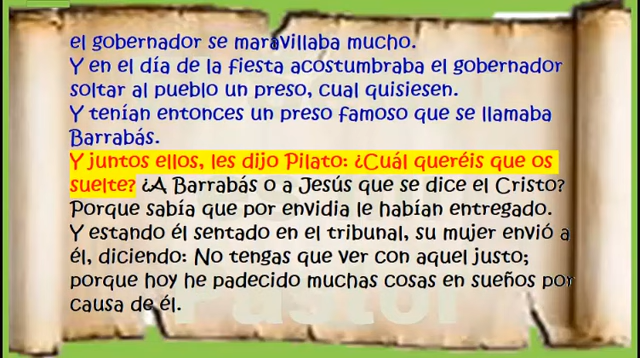 el gobernador se maravillaba mucho.
Y en el día de la fiesta acostumbraba el gobernador
soltar al pueblo un preso, cual quisiesen.
Y tenían entonces un preso famoso que se llamaba
Barrabás.
Y juntos ellos, les dijo Pilato: ¿Cuál queréis que os
suelte? ¿A Barrabás o a Jesús que se dice el Cristo?
Porque sabía que por envidia le habían entregado.
Y estando él sentado en el tribunal, su mujer envió a
él, diciendo: No tengas que ver con aquel justo;
porque hoy he padecido muchas cosas en sueños por
causa de él.
Pastor